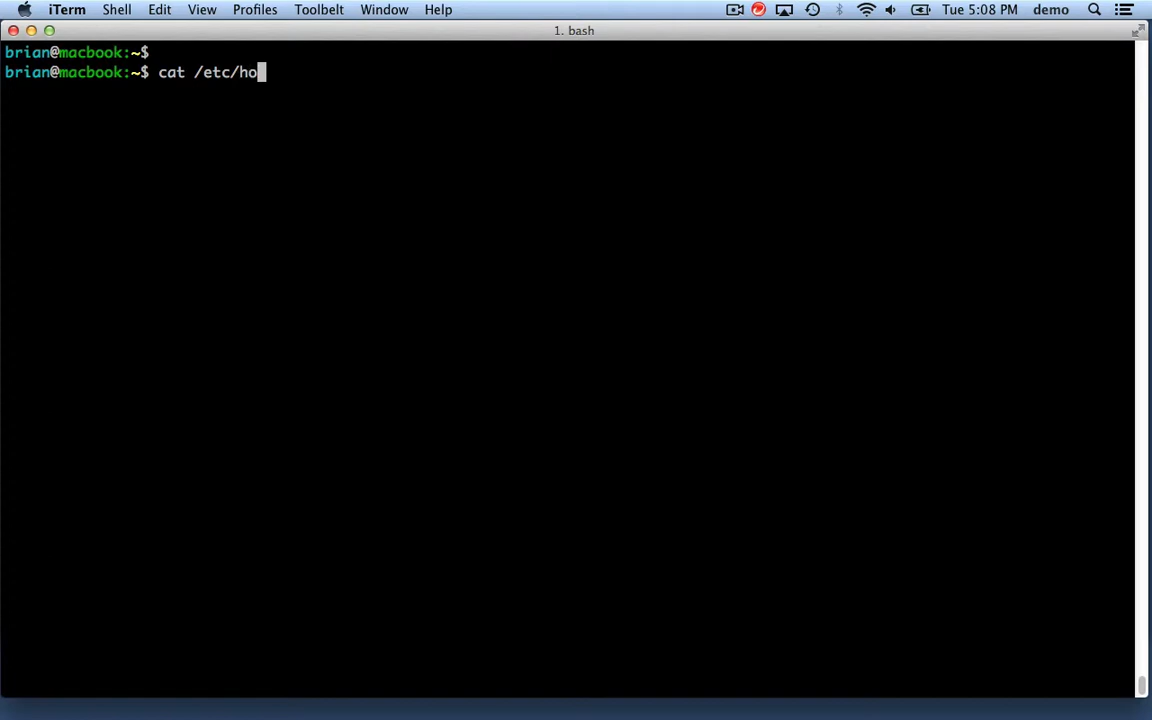 iTerm Shell Edit View Profiles Toolbelt Window Help Tue 5:08 PM demo
1. bash
brian@macbook:~$
brian@macbook:~$ cat /etc/ho